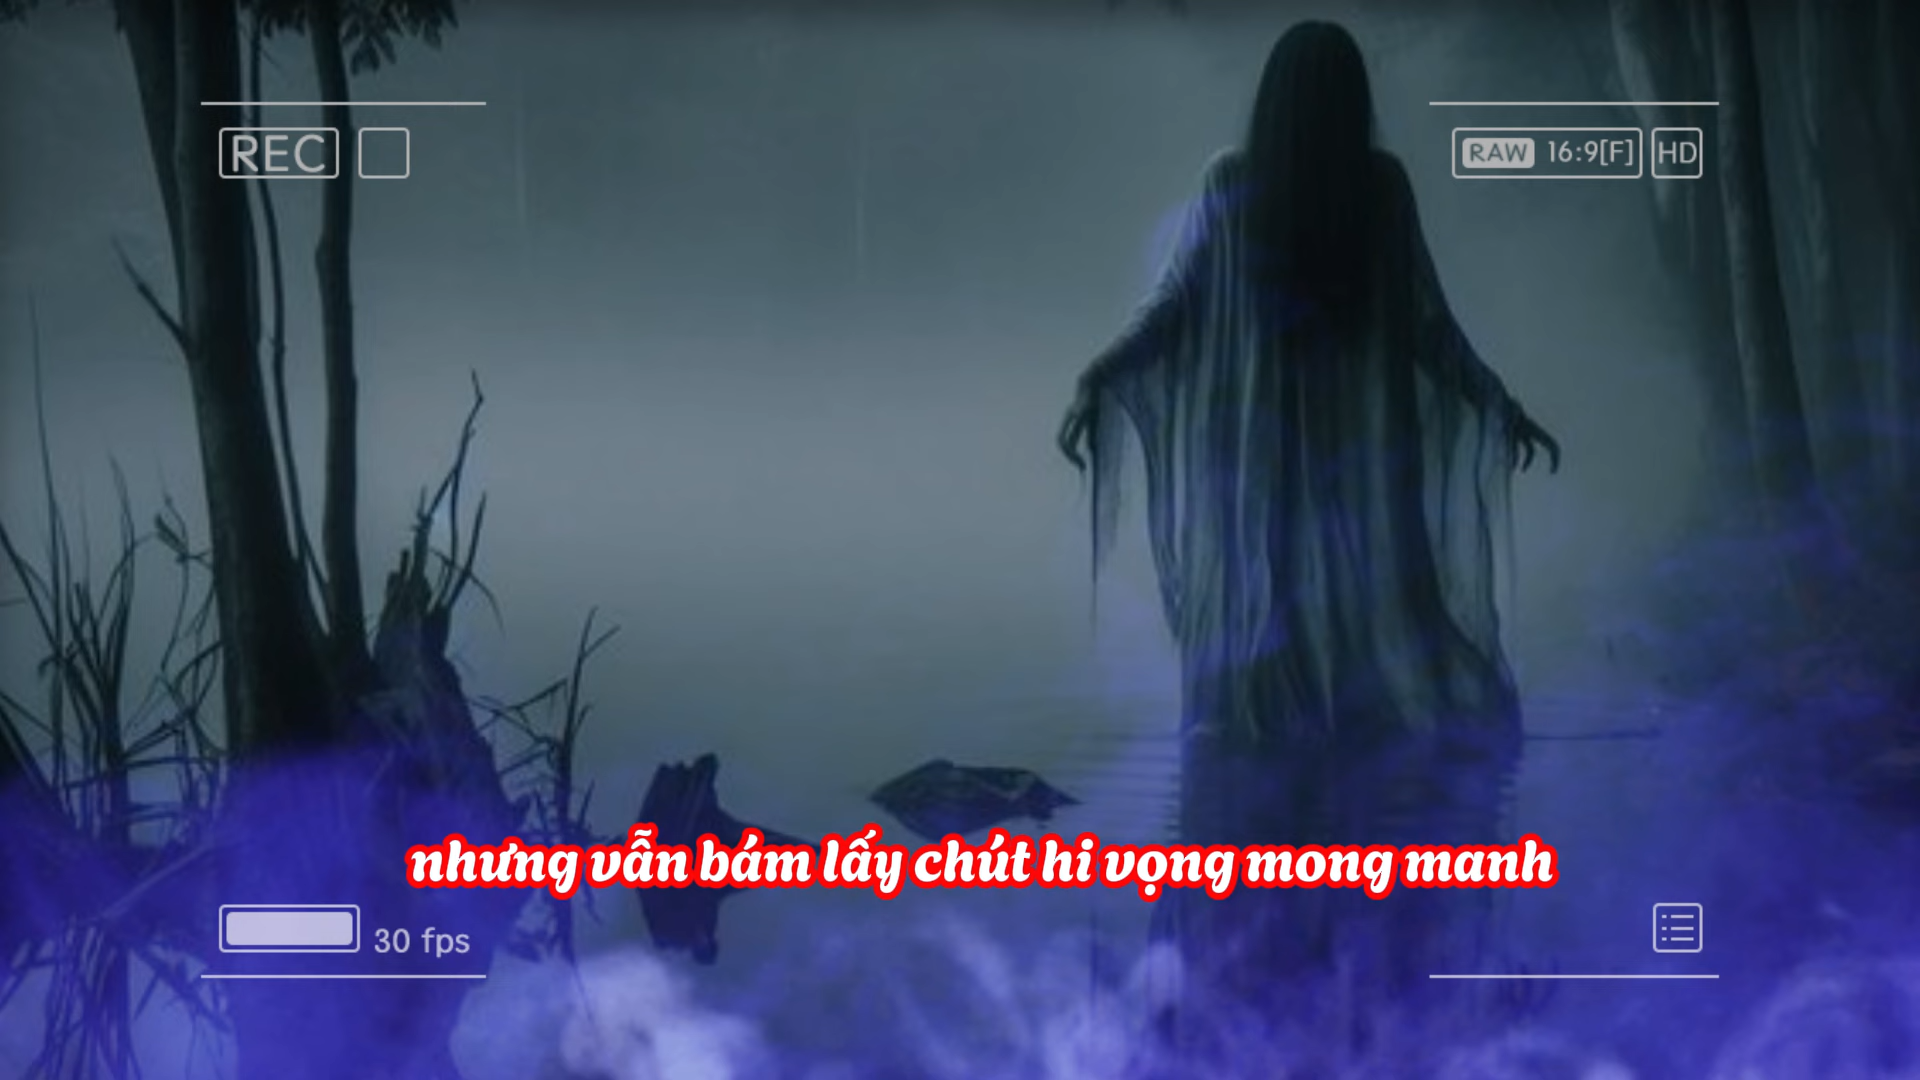 REC
RAW 16:9[F] HD
nhưng vẫn bám lấy chút hi vọng mong manh
30 fps